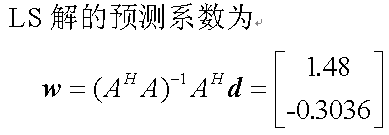 LS 解的预测系数为↵
w = (A^H A)^{-1} A^H d = [1.48
-0.3036]